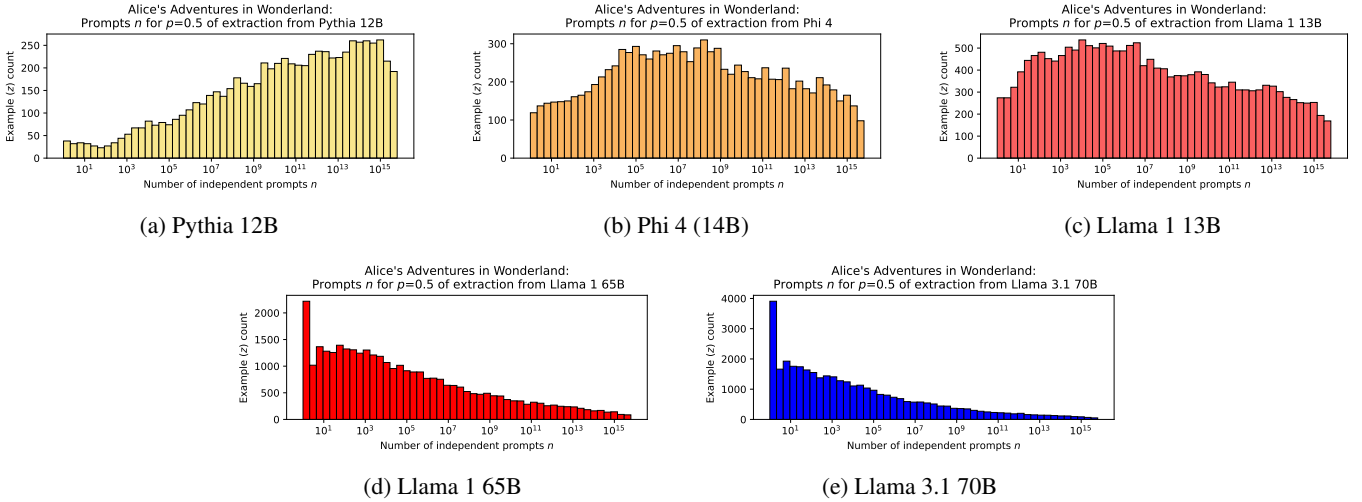 Alice's Adventures in Wonderland:
Prompts n for p=0.5 of extraction from Pythia 12B
Example (z) count
250
200
150
100
50
0
10^1 10^3 10^5 10^7 10^9 10^11 10^13 10^15
Number of independent prompts n
(a) Pythia 12B
Alice's Adventures in Wonderland:
Prompts n for p=0.5 of extraction from Phi 4
Example (z) count
300
200
100
0
10^1 10^3 10^5 10^7 10^9 10^11 10^13 10^15
Number of independent prompts n
(b) Phi 4 (14B)
Alice's Adventures in Wonderland:
Prompts n for p=0.5 of extraction from Llama 1 13B
Example (z) count
500
400
300
200
100
0
10^1 10^3 10^5 10^7 10^9 10^11 10^13 10^15
Number of independent prompts n
(c) Llama 1 13B
Alice's Adventures in Wonderland:
Prompts n for p=0.5 of extraction from Llama 1 65B
Example (z) count
2000
1500
1000
500
0
10^1 10^3 10^5 10^7 10^9 10^11 10^13 10^15
Number of independent prompts n
(d) Llama 1 65B
Alice's Adventures in Wonderland:
Prompts n for p=0.5 of extraction from Llama 3.1 70B
Example (z) count
4000
3000
2000
1000
0
10^1 10^3 10^5 10^7 10^9 10^11 10^13 10^15
Number of independent prompts n
(e) Llama 3.1 70B